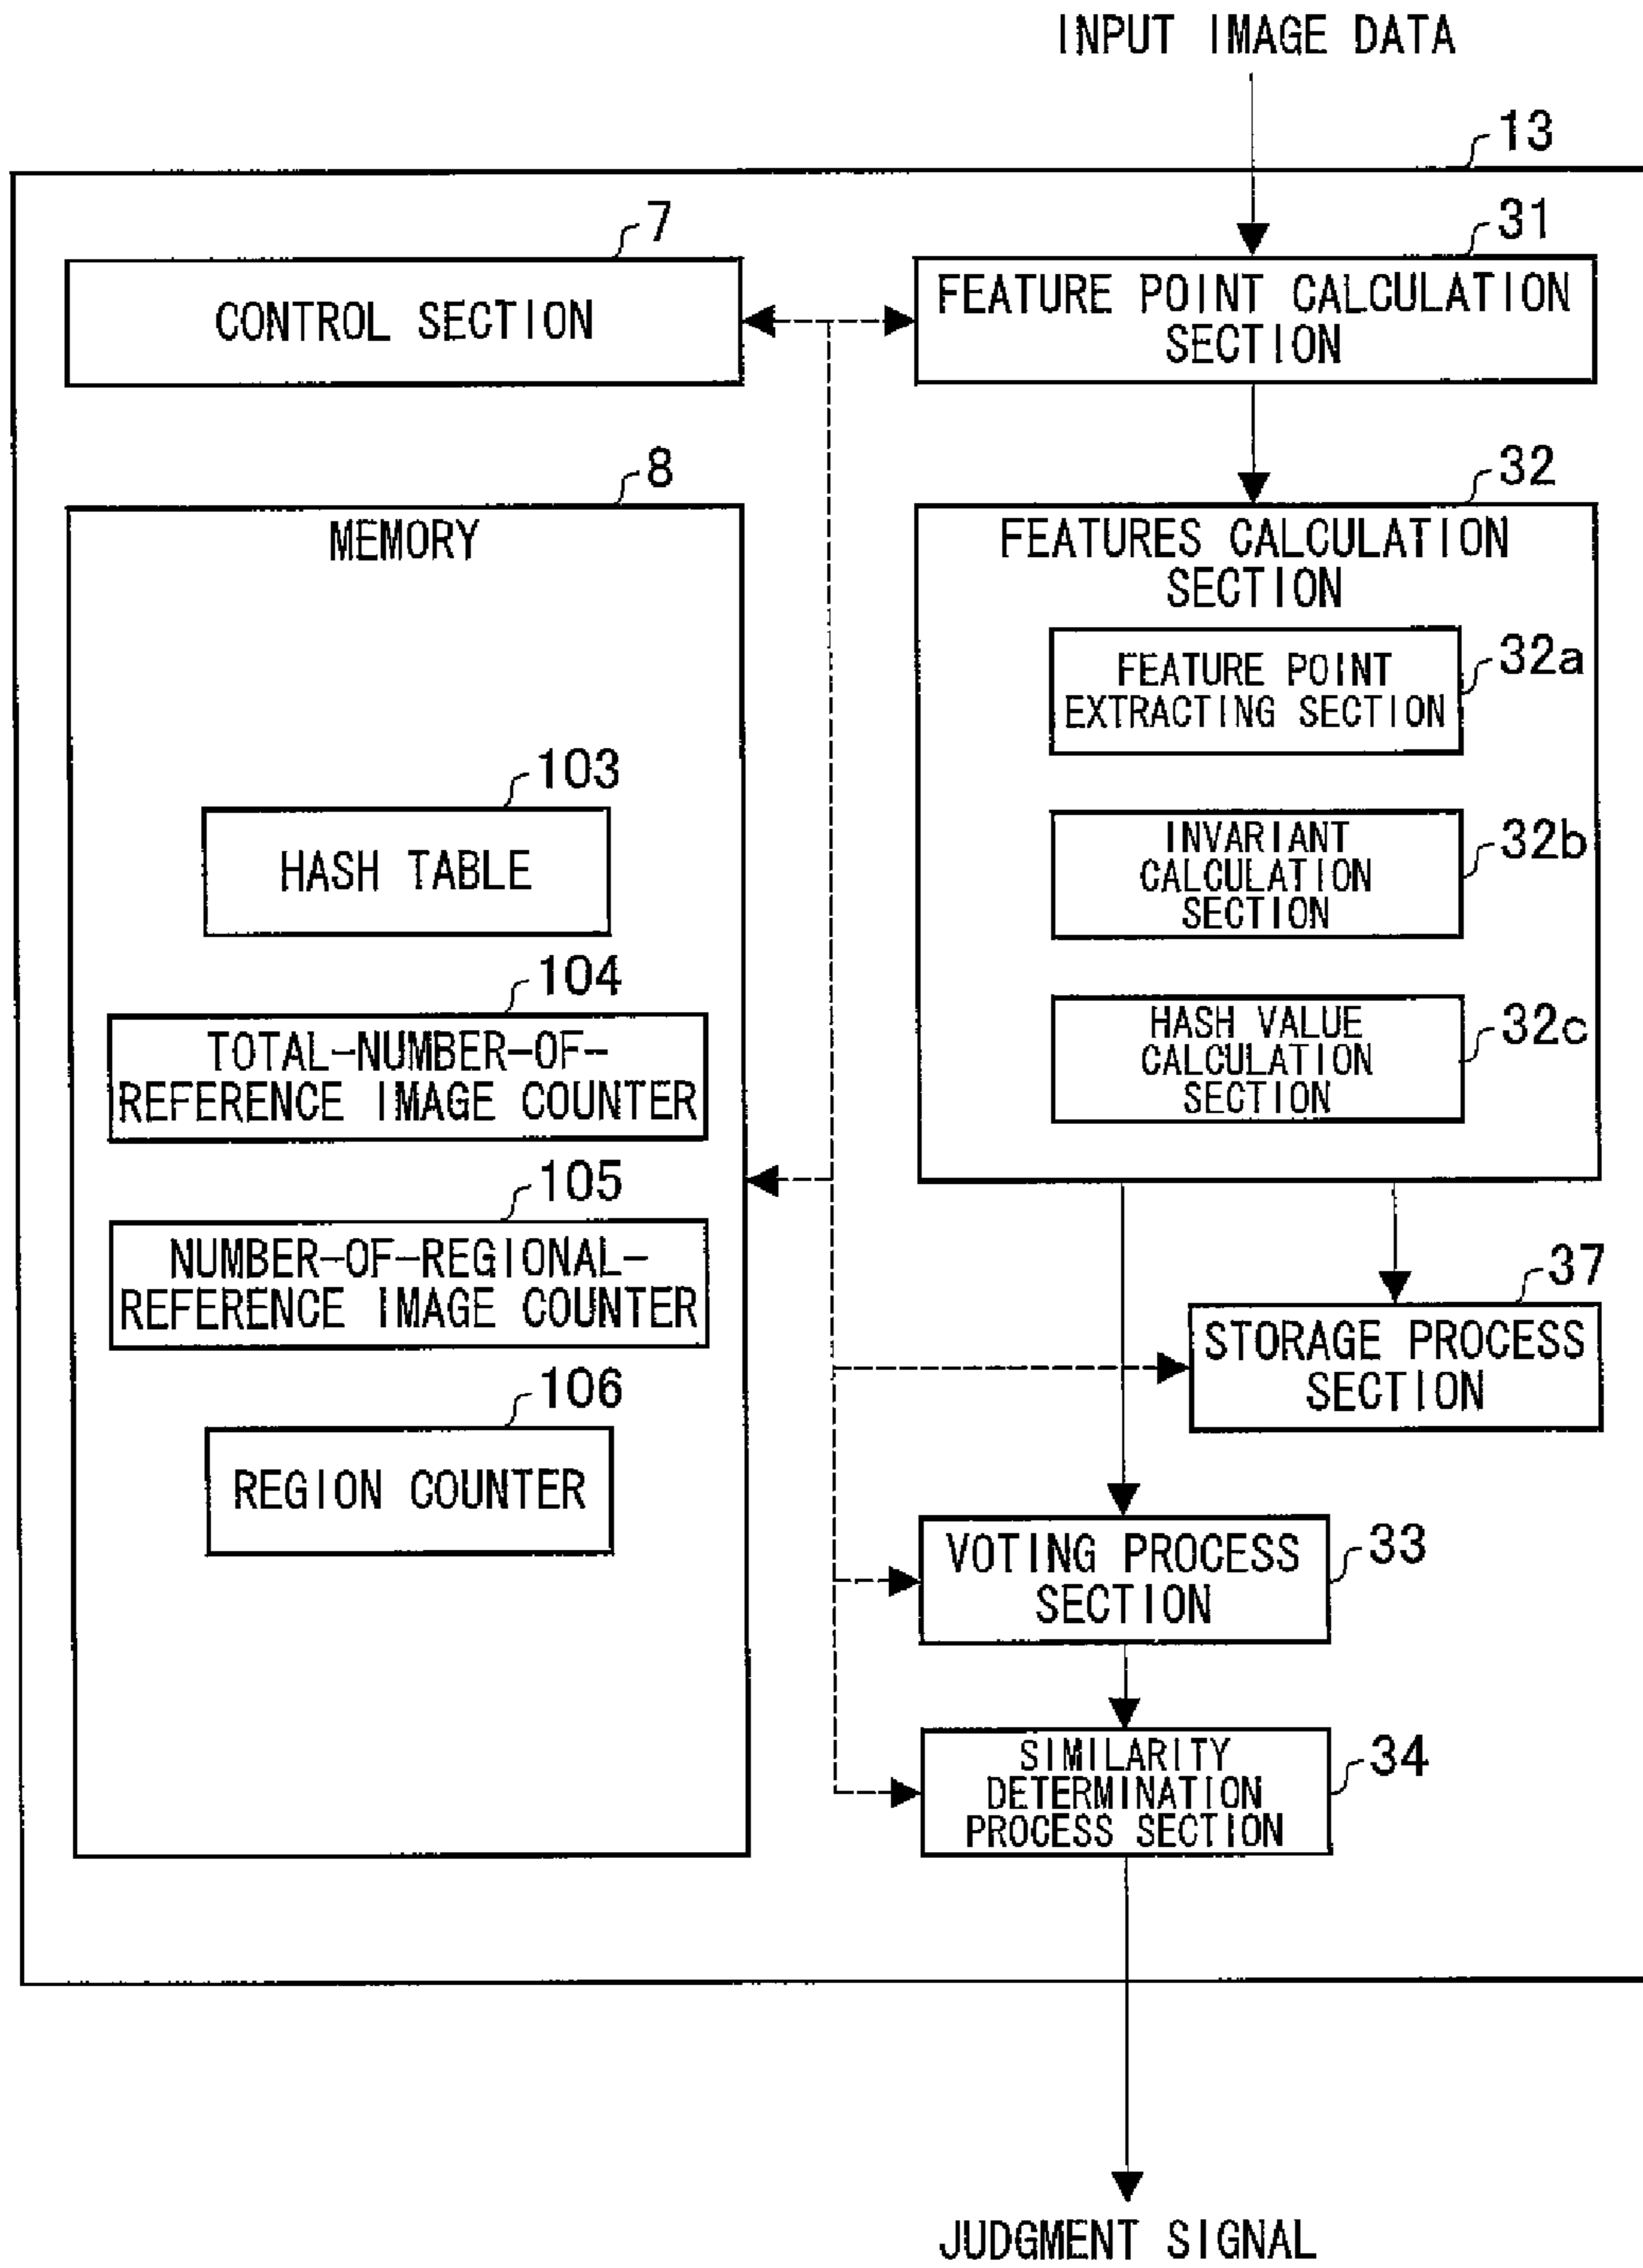 INPUT IMAGE DATA
13
7
CONTROL SECTION
31
FEATURE POINT CALCULATION
SECTION
8
MEMORY
103
HASH TABLE
104
TOTAL-NUMBER-OF-
REFERENCE IMAGE COUNTER
105
NUMBER-OF-REGIONAL-
REFERENCE IMAGE COUNTER
106
REGION COUNTER
32
FEATURES CALCULATION
SECTION
32a
FEATURE POINT
EXTRACTING SECTION
32b
INVARIANT
CALCULATION
SECTION
32c
HASH VALUE
CALCULATION
SECTION
37
STORAGE PROCESS
SECTION
33
VOTING PROCESS
SECTION
34
SIMILARITY
DETERMINATION
PROCESS SECTION
JUDGMENT SIGNAL